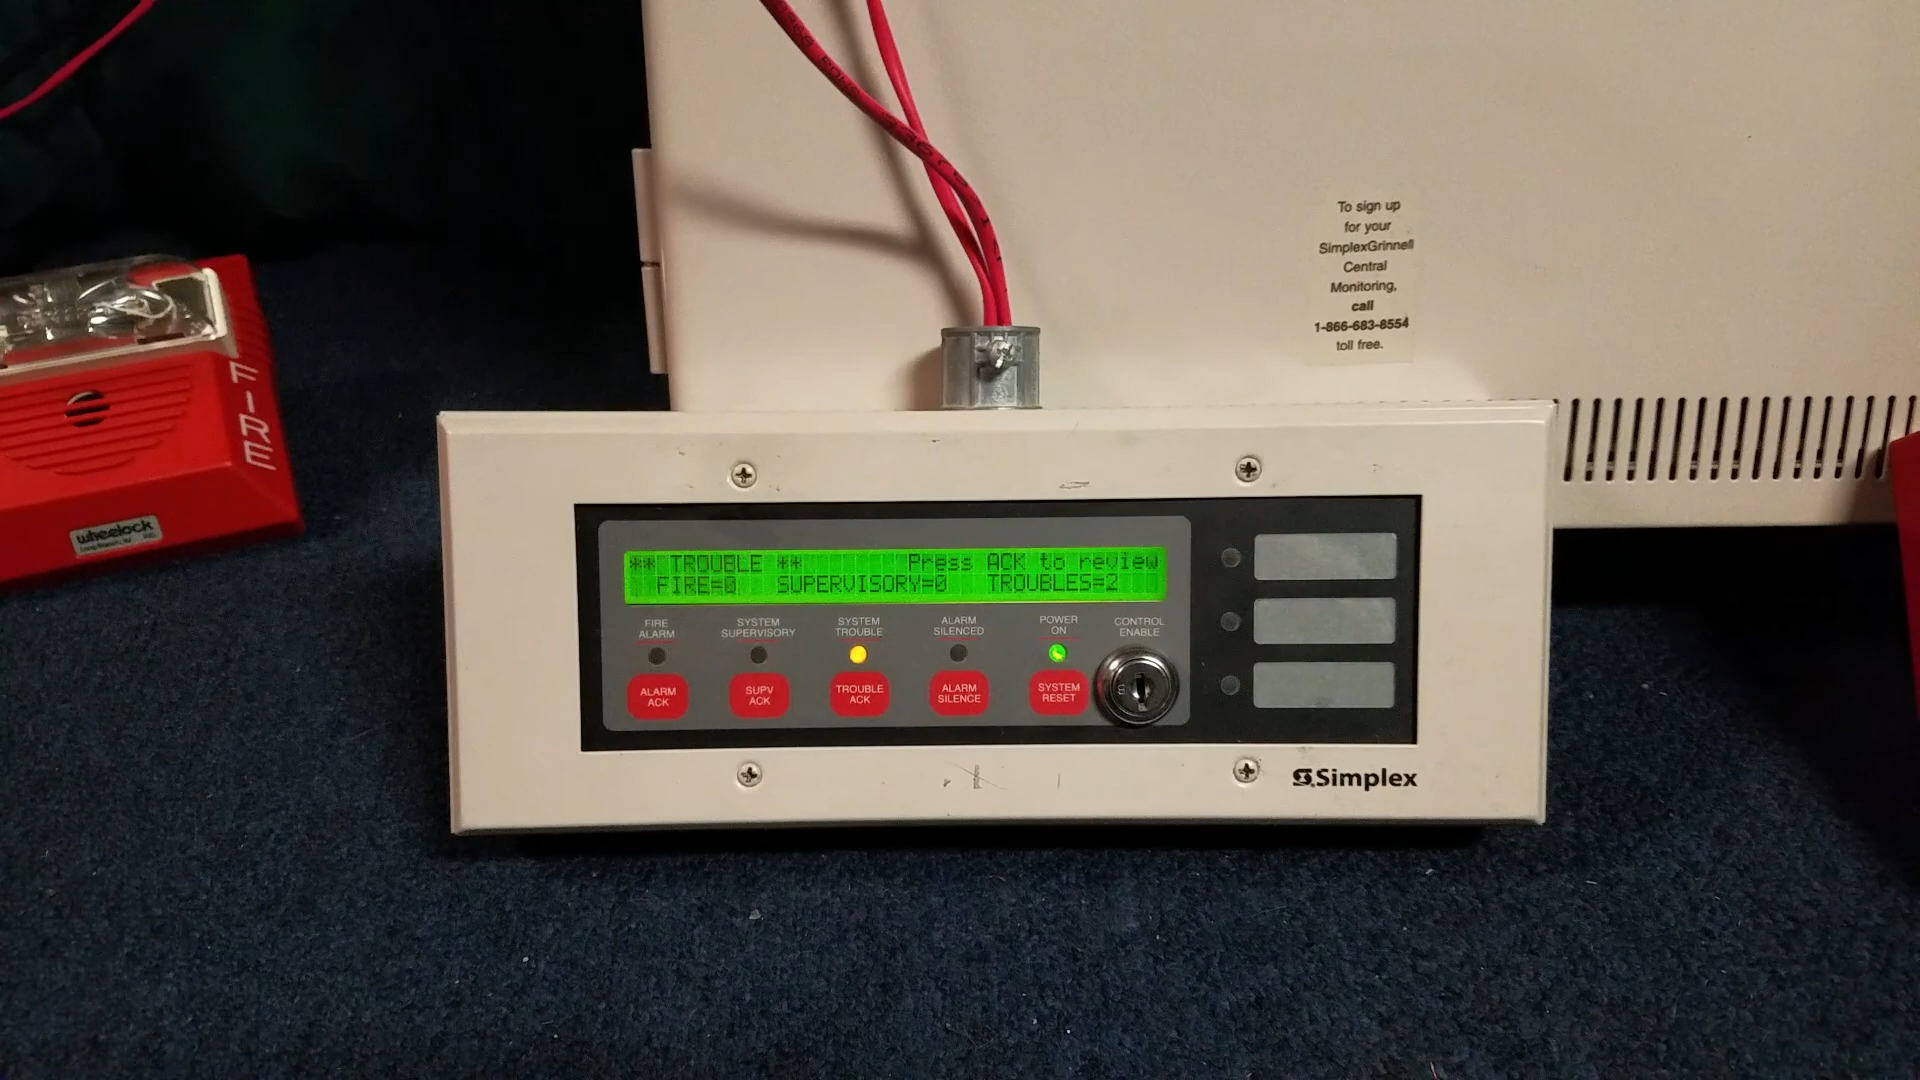 To sign up
for your
SimplexGrinnell
Central
Monitoring,
call
1-866-683-8554
toll free.
FIRE
wheelock
** TROUBLE ** Press ACK to review
FIRE=0 SUPERVISORY=0 TROUBLES=2
FIRE ALARM
SYSTEM SUPERVISORY
SYSTEM TROUBLE
ALARM SILENCED
POWER ON
CONTROL ENABLE
ALARM ACK
SUPV ACK
TROUBLE ACK
ALARM SILENCE
SYSTEM RESET
Simplex